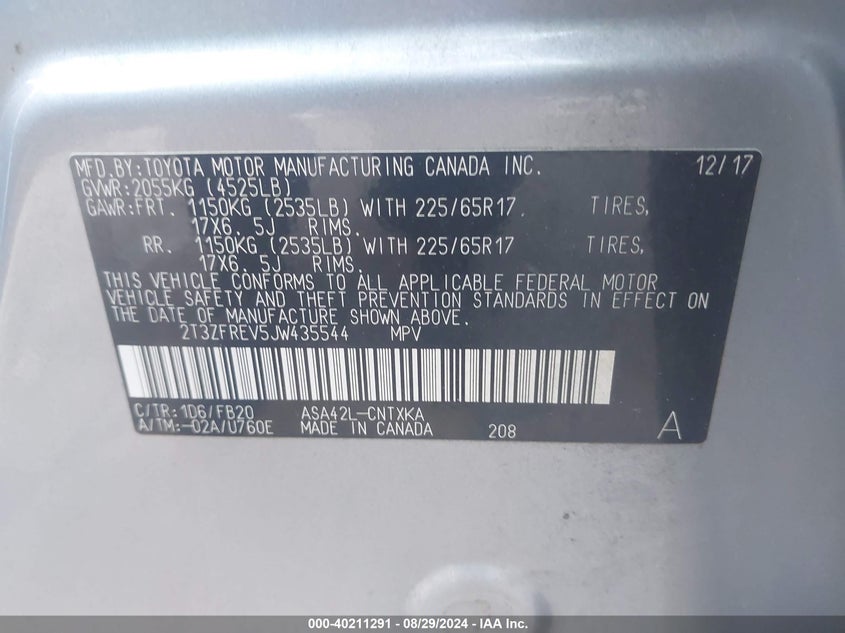 MFD.BY:TOYOTA MOTOR MANUFACTURING CANADA INC. 12/17
GVWR:2055KG (4525LB)
GAWR:FRT. 1150KG (2535LB) WITH 225/65R17 TIRES,
17X6.5J RIMS.
RR. 1150KG (2535LB) WITH 225/65R17 TIRES,
17X6.5J RIMS.
THIS VEHICLE CONFORMS TO ALL APPLICABLE FEDERAL MOTOR
VEHICLE SAFETY AND THEFT PREVENTION STANDARDS IN EFFECT ON
THE DATE OF MANUFACTURE SHOWN ABOVE.
2T3ZFREV5JW435544 MPV
C/TR:1D6/FB20 ASA42L-CNTXKA
A/TM:-02A/U760E MADE IN CANADA 208 A
000-40211291 - 08/29/2024 - IAA Inc.